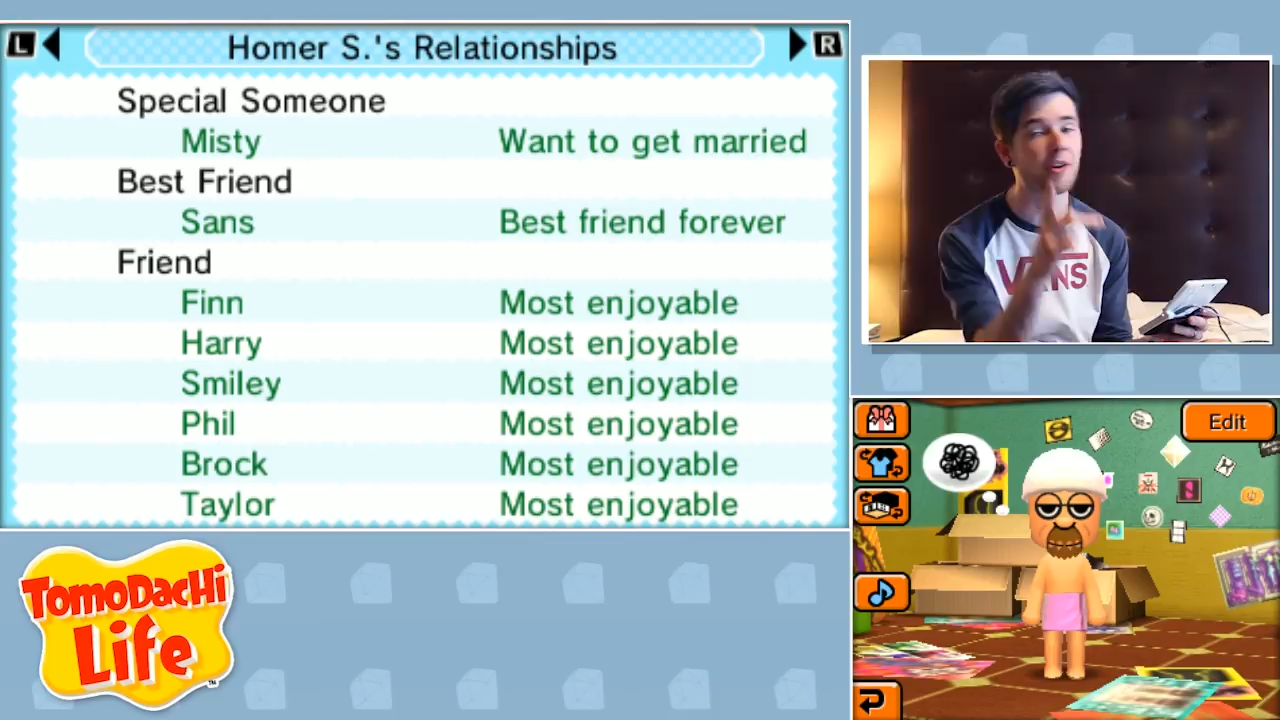 L Homer S.'s Relationships R
Special Someone
Misty Want to get married
Best Friend
Sans Best friend forever
Friend
Finn Most enjoyable
Harry Most enjoyable
Smiley Most enjoyable
Phil Most enjoyable
Brock Most enjoyable
Taylor Most enjoyable
VANS
Edit
TomoDacHi
Life
TM